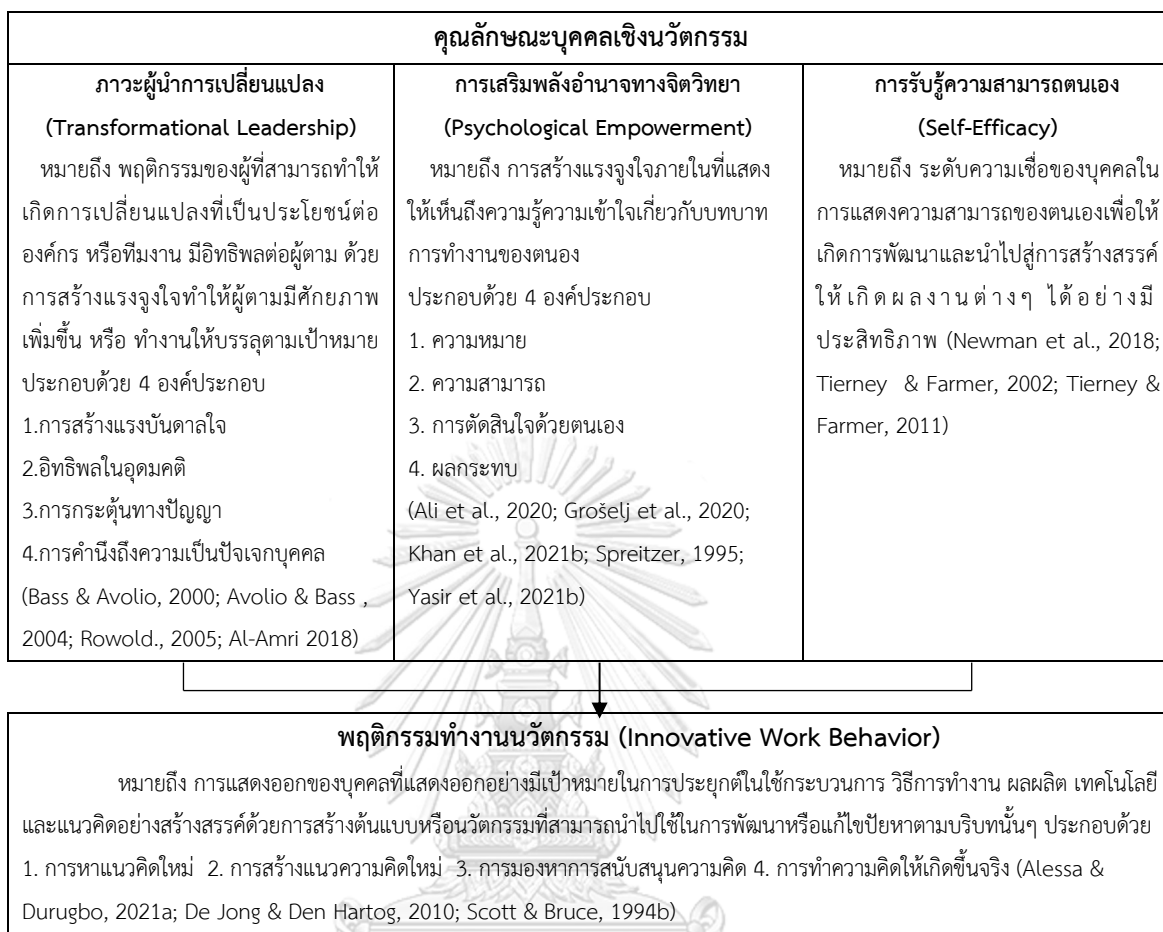 คุณลักษณะบุคคลเชิงนวัตกรรม
ภาวะผู้นำการเปลี่ยนแปลง
(Transformational Leadership)
หมายถึง พฤติกรรมของผู้ที่สามารถทำให้
เกิดการเปลี่ยนแปลงที่เป็นประโยชน์ต่อ
องค์กร หรือทีมงาน มีอิทธิพลต่อผู้ตาม ด้วย
การสร้างแรงจูงใจทำให้ผู้ตามมีศักยภาพ
เพิ่มขึ้น หรือ ทำงานให้บรรลุตามเป้าหมาย
ประกอบด้วย 4 องค์ประกอบ
1.การสร้างแรงบันดาลใจ
2.อิทธิพลในอุดมคติ
3.การกระตุ้นทางปัญญา
4.การคำนึงถึงความเป็นปัจเจกบุคคล
(Bass & Avolio, 2000; Avolio & Bass ,
2004; Rowold., 2005; Al-Amri 2018)
การเสริมพลังอำนาจทางจิตวิทยา
(Psychological Empowerment)
หมายถึง การสร้างแรงจูงใจภายในที่แสดง
ให้เห็นถึงความรู้ความเข้าใจเกี่ยวกับบทบาท
การทำงานของตนอง
ประกอบด้วย 4 องค์ประกอบ
1. ความหมาย
2. ความสามารถ
3. การตัดสินใจด้วยตนเอง
4. ผลกระทบ
(Ali et al., 2020; Grošelj et al., 2020;
Khan et al., 2021b; Spreitzer, 1995;
Yasir et al., 2021b)
การรับรู้ความสามารถตนเอง
(Self-Efficacy)
หมายถึง ระดับความเชื่อของบุคคลใน
การแสดงความสามารถของตนเองเพื่อให้
เกิดการพัฒนาและนำไปสู่การสร้างสรรค์
ให้เกิดผลงานต่างๆ ได้อย่างมี
ประสิทธิภาพ (Newman et al., 2018;
Tierney & Farmer, 2002; Tierney &
Farmer, 2011)
พฤติกรรมทำงานนวัตกรรม (Innovative Work Behavior)
หมายถึง การแสดงออกของบุคคลที่แสดงออกอย่างมีเป้าหมายในการประยุกต์ในใช้กระบวนการ วิธีการทำงาน ผลผลิต เทคโนโลยี
และแนวคิดอย่างสร้างสรรค์ด้วยการสร้างต้นแบบหรือนวัตกรรมที่สามารถนำไปใช้ในการพัฒนาหรือแก้ไขปัยหาตามบริบทนั้นๆ ประกอบด้วย
1. การหาแนวคิดใหม่ 2. การสร้างแนวความคิดใหม่ 3. การมองหาการสนับสนุนความคิด 4. การทำความคิดให้เกิดขึ้นจริง (Alessa &
Durugbo, 2021a; De Jong & Den Hartog, 2010; Scott & Bruce, 1994b)